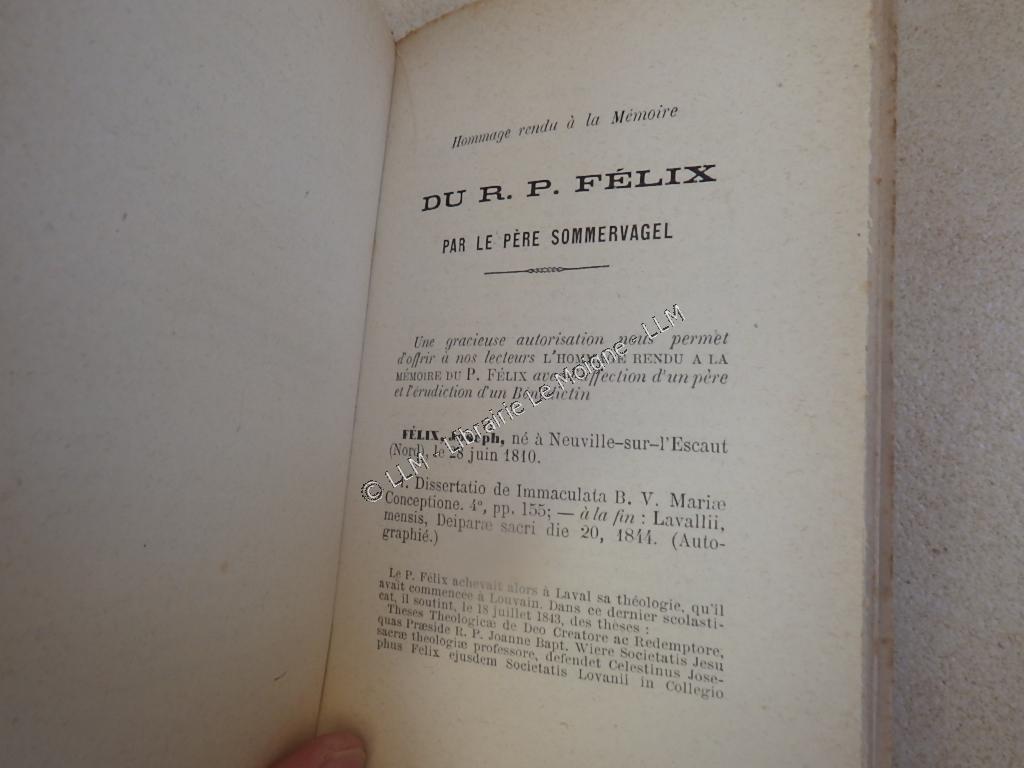 Hommage rendu à la Mémoire
DU R. P. FÉLIX
PAR LE PÈRE SOMMERVAGEL
Une gracieuse autorisation nous permet
d'offrir à nos lecteurs L'HOMMAGE RENDU A LA
MÉMOIRE DU P. FÉLIX avec l'affection d'un père
et l'érudition d'un Bénédictin
FÉLIX, Joseph, né à Neuville-sur-l'Escaut
(Nord), le 28 juin 1810.
1. Dissertatio de Immaculata B. V. Mariæ
Conceptione. 4º, pp. 155; — à la fin : Lavallii,
mensis, Deiparæ sacri die 20, 1844. (Auto-
graphié.)
Le P. Félix achevait alors à Laval sa théologie, qu'il
avait commencée à Louvain. Dans ce dernier scolasti-
cat, il soutint, le 18 juillet 1843, des thèses :
Theses Theologicæ de Deo Creatore ac Redemptore,
quas Præside R. P. Joanne Bapt. Wiere Societatis Jesu
sacræ theologiæ professore, defendet Celestinus Jose-
phus Felix ejusdem Societatis Lovanii in Collegio
© LLM - Librairie Le Moine - LLM